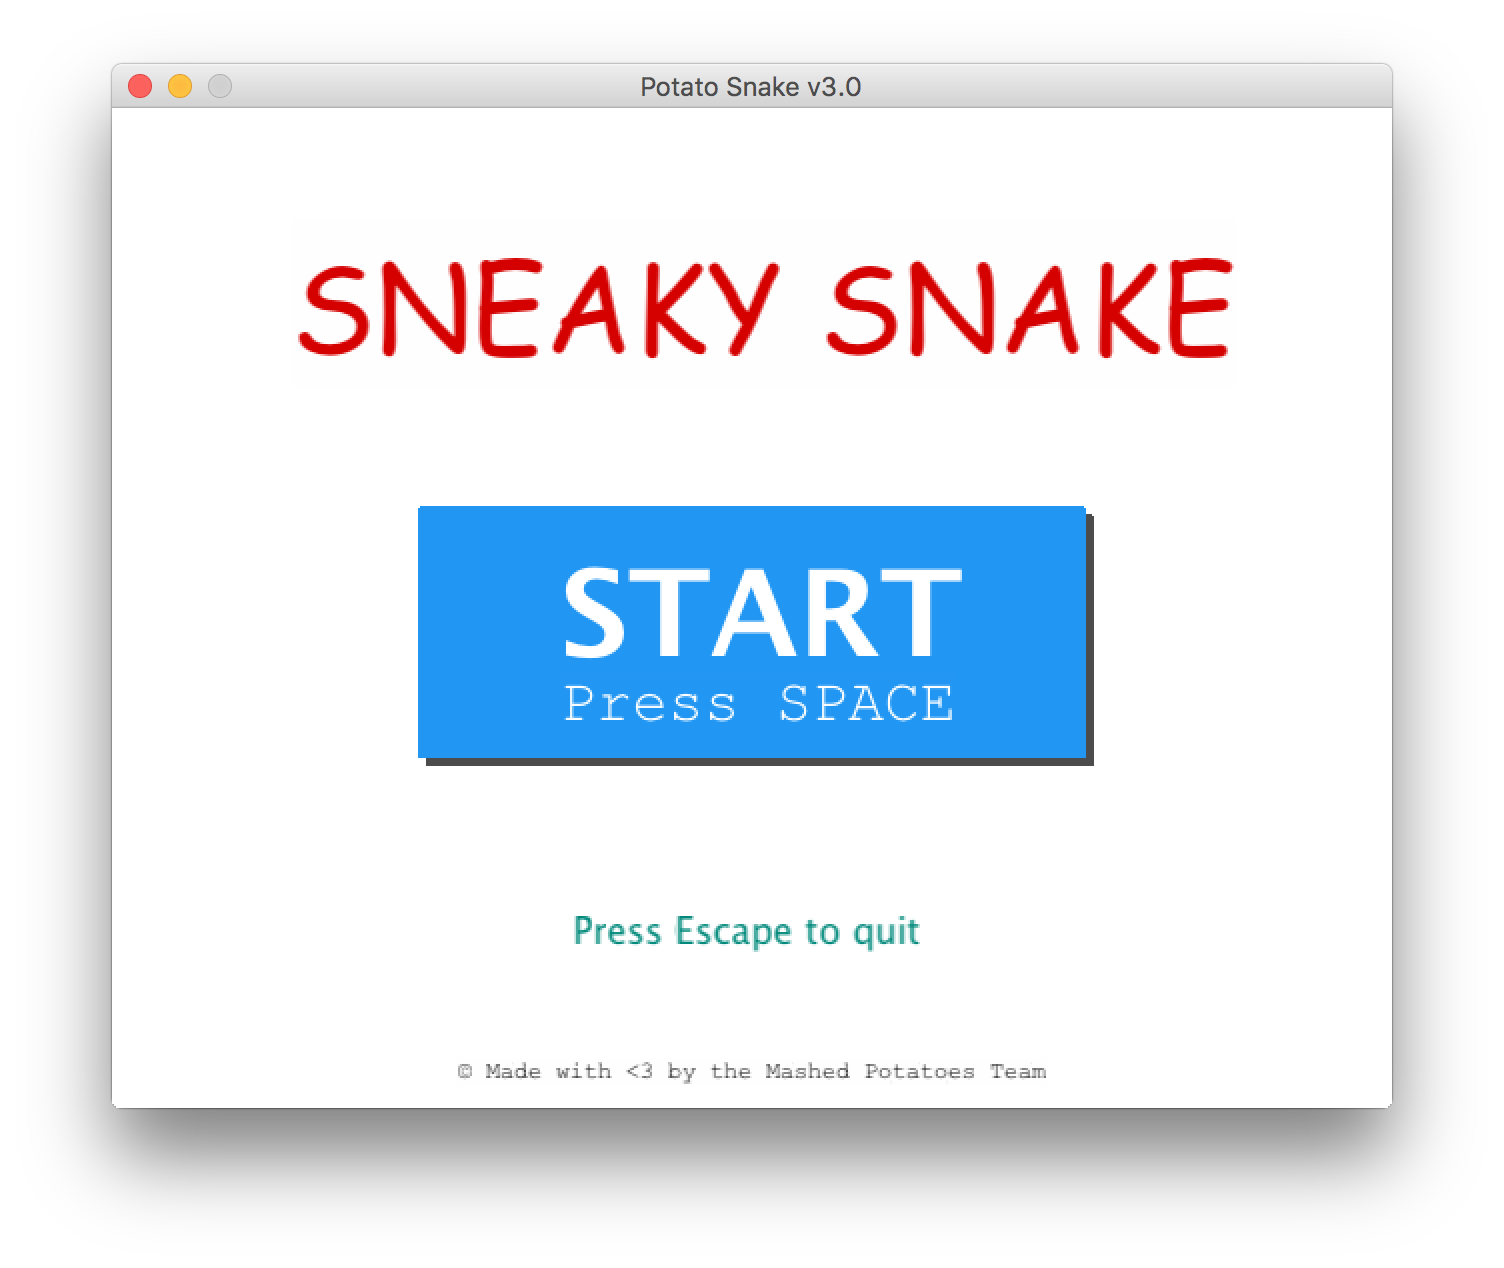 Potato Snake v3.0
SNEAKY SNAKE
START
Press SPACE
Press Escape to quit
© Made with <3 by the Mashed Potatoes Team